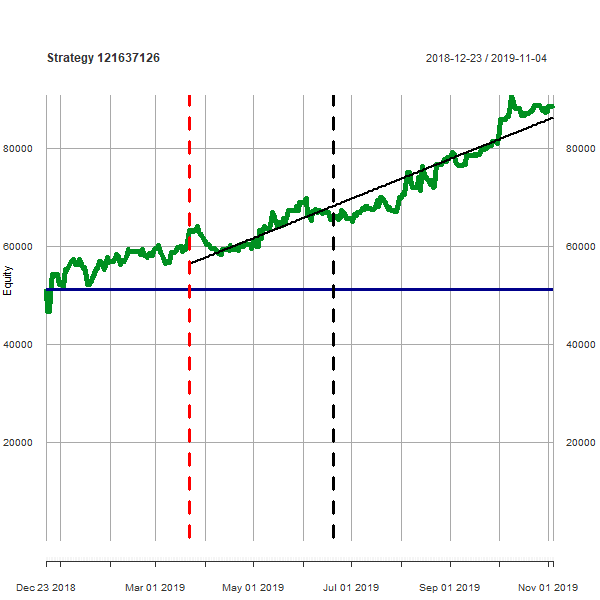 Strategy 121637126
2018-12-23 / 2019-11-04
80000 80000
60000 60000
Equity
40000 40000
20000 20000
Dec 23 2018 Mar 01 2019 May 01 2019 Jul 01 2019 Sep 01 2019 Nov 01 2019